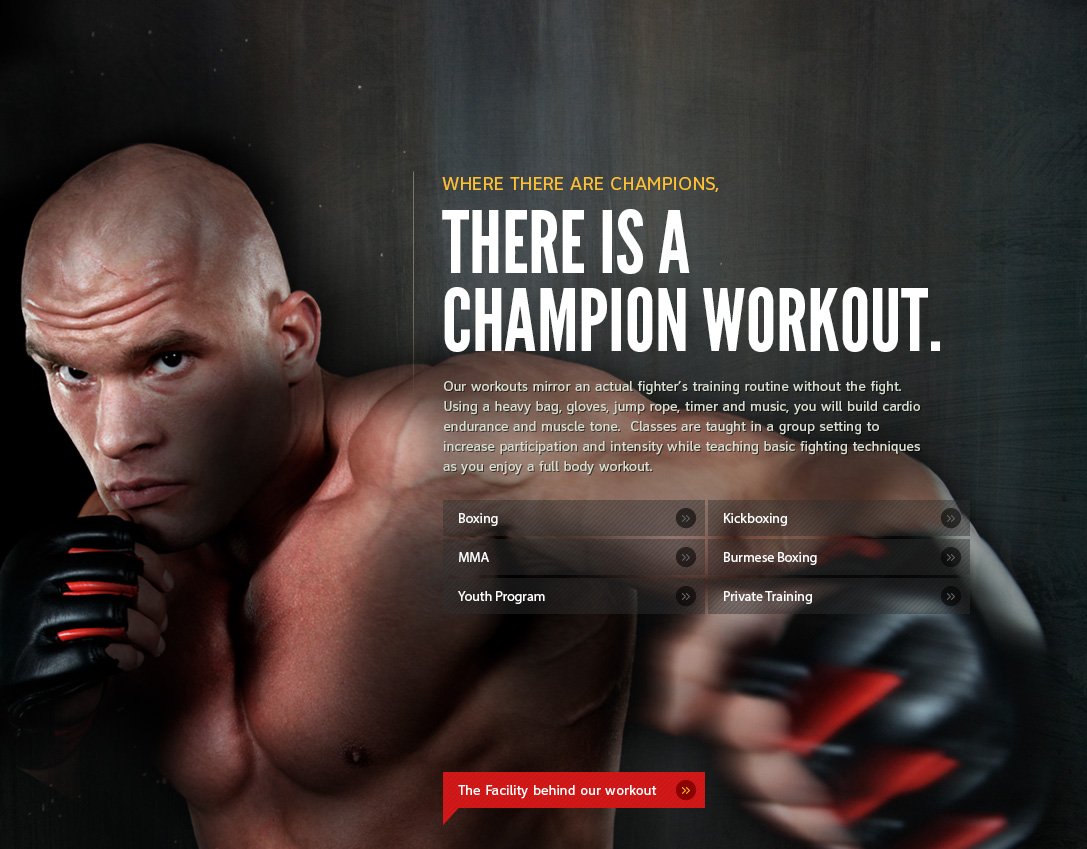 WHERE THERE ARE CHAMPIONS,
THERE IS A
CHAMPION WORKOUT.
Our workouts mirror an actual fighter's training routine without the fight.
Using a heavy bag, gloves, jump rope, timer and music, you will build cardio
endurance and muscle tone.  Classes are taught in a group setting to
increase participation and intensity while teaching basic fighting techniques
as you enjoy a full body workout.
Boxing »
Kickboxing »
MMA »
Burmese Boxing »
Youth Program »
Private Training »
The Facility behind our workout »